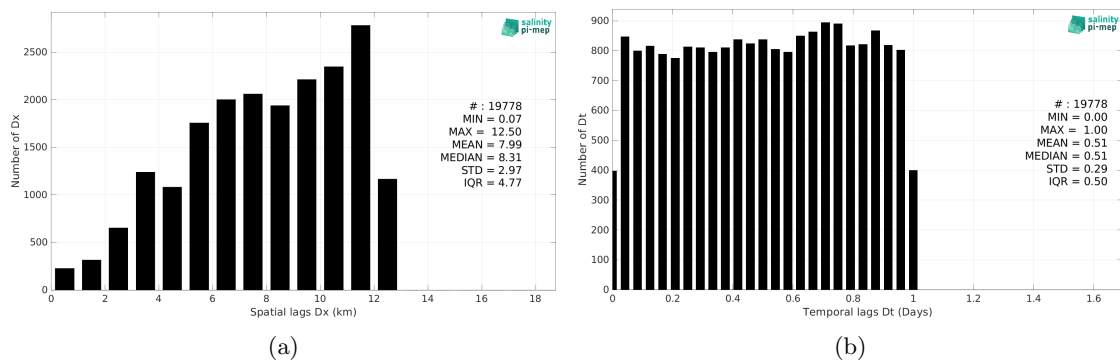 salinity
pi-mep
Number of Dx
2500
2000
1500
1000
500
0
# : 19778
MIN = 0.07
MAX = 12.50
MEAN = 7.99
MEDIAN = 8.31
STD = 2.97
IQR = 4.77
0 2 4 6 8 10 12 14 16 18
Spatial lags Dx (km)
(a)
salinity
pi-mep
Number of Dt
900
800
700
600
500
400
300
200
100
0
# : 19778
MIN = 0.00
MAX = 1.00
MEAN = 0.51
MEDIAN = 0.51
STD = 0.29
IQR = 0.50
0 0.2 0.4 0.6 0.8 1 1.2 1.4 1.6
Temporal lags Dt (Days)
(b)